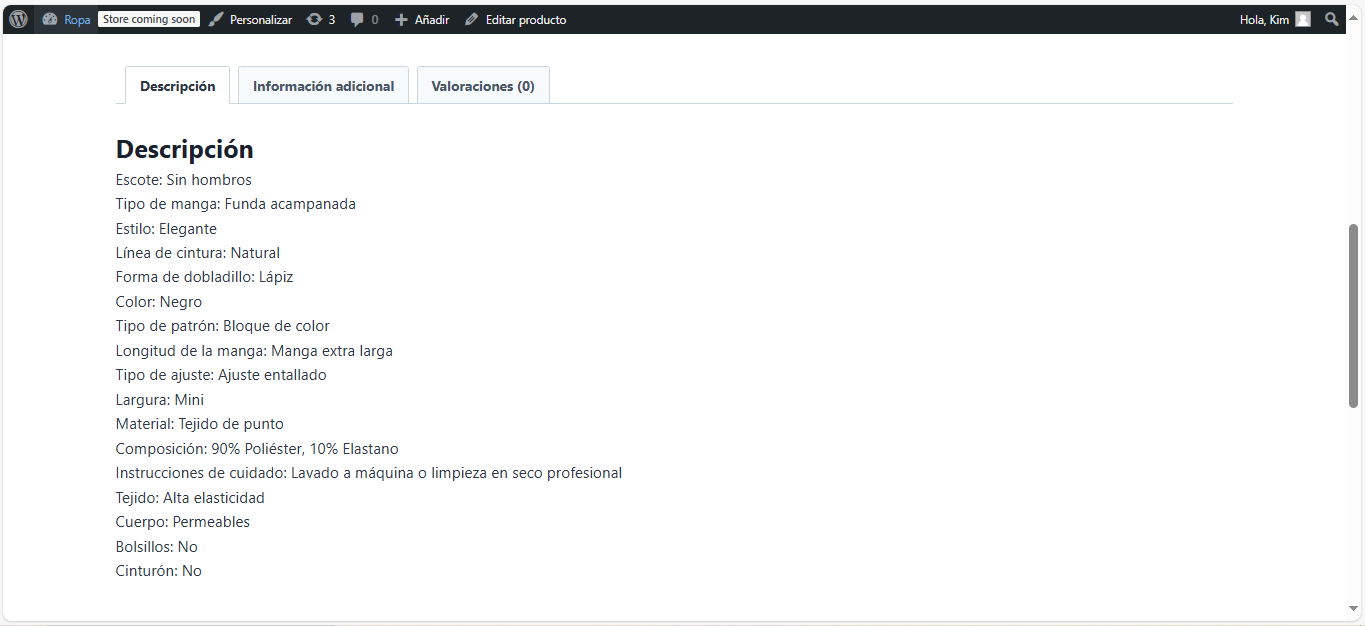 Ropa Store coming soon Personalizar 3 0 Añadir Editar producto Hola, Kim
Descripción Información adicional Valoraciones (0)
Descripción
Escote: Sin hombros
Tipo de manga: Funda acampanada
Estilo: Elegante
Línea de cintura: Natural
Forma de dobladillo: Lápiz
Color: Negro
Tipo de patrón: Bloque de color
Longitud de la manga: Manga extra larga
Tipo de ajuste: Ajuste entallado
Largura: Mini
Material: Tejido de punto
Composición: 90% Poliéster, 10% Elastano
Instrucciones de cuidado: Lavado a máquina o limpieza en seco profesional
Tejido: Alta elasticidad
Cuerpo: Permeables
Bolsillos: No
Cinturón: No